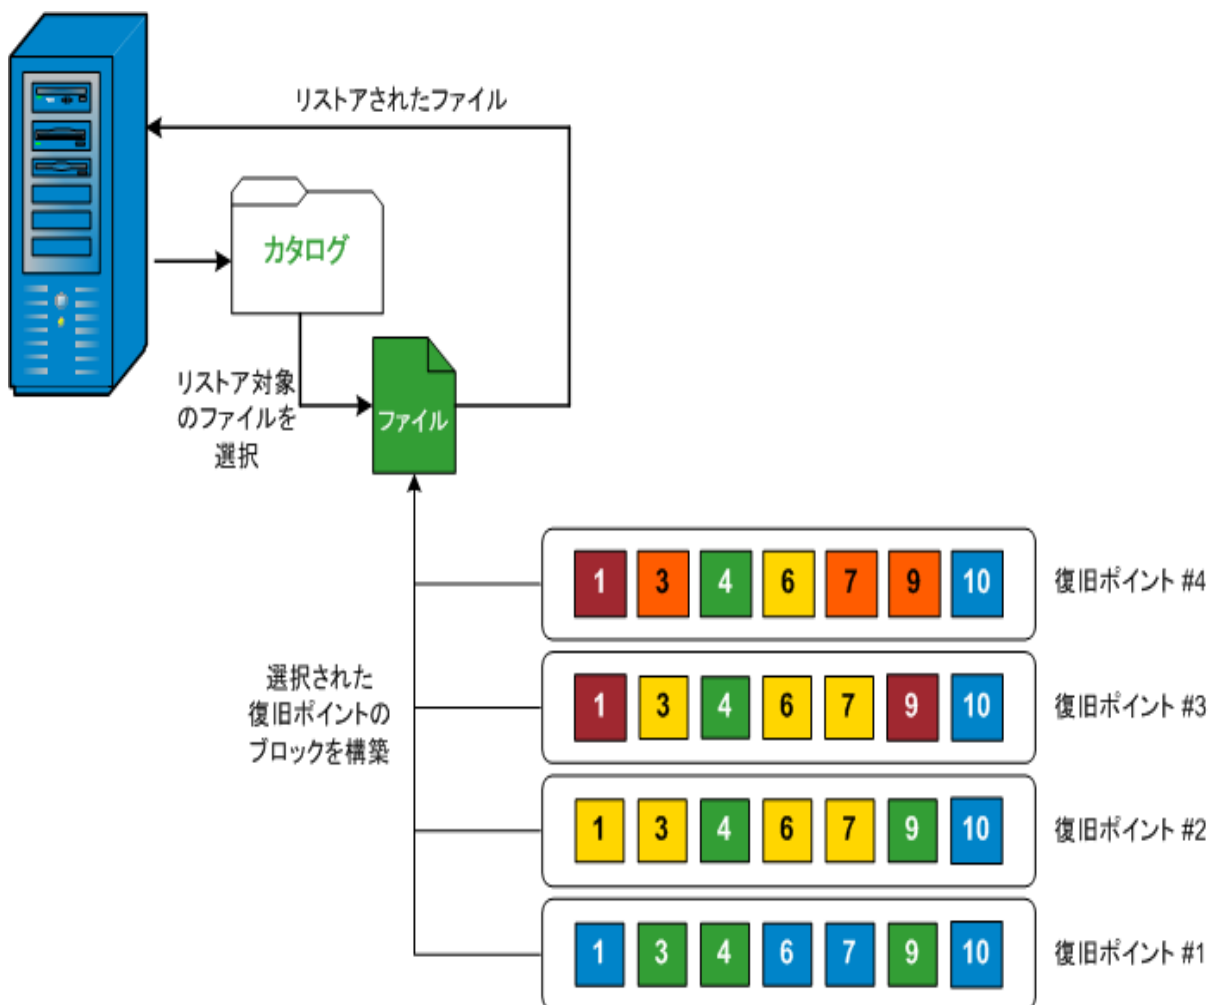 リストアされたファイル
カタログ
リストア対象
のファイルを
選択
ファイル
1 3 4 6 7 9 10
復旧ポイント #4
選択された
復旧ポイントの
ブロックを構築
1 3 4 6 7 9 10
復旧ポイント #3
1 3 4 6 7 9 10
復旧ポイント #2
1 3 4 6 7 9 10
復旧ポイント #1